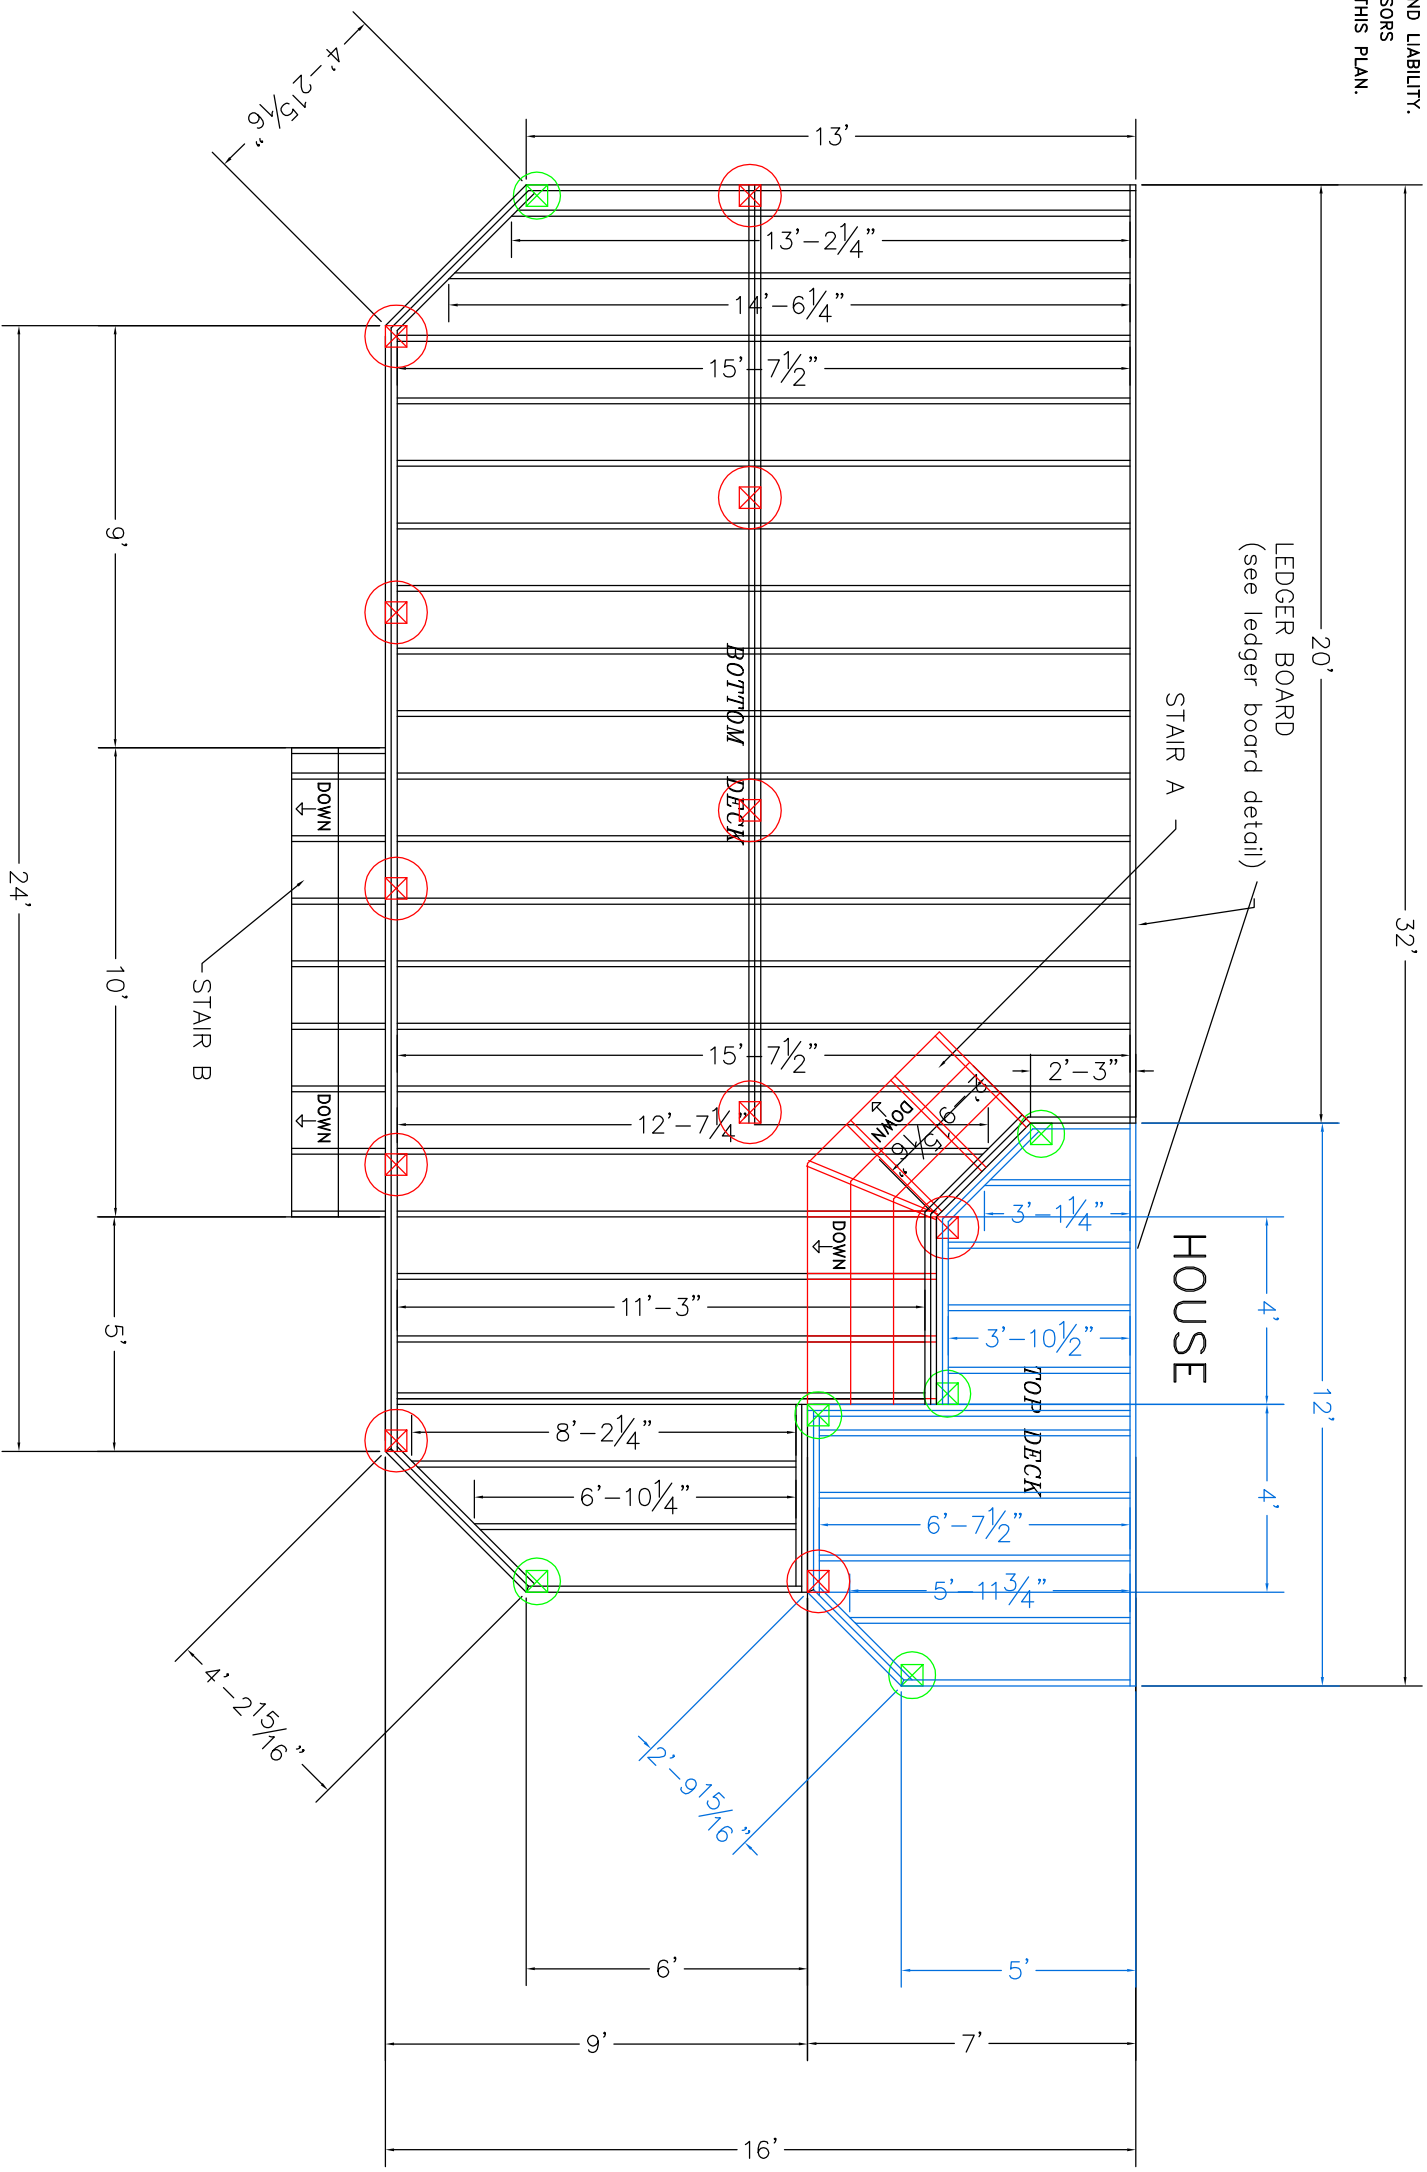 ND LIABILITY.
SORS
THIS PLAN.
32'
20'
12'
4'
4'
LEDGER BOARD
(see ledger board detail)
STAIR A
HOUSE
TOP DECK
BOTTOM DECK
13'
13'-2 1/4"
14'-6 1/4"
15'-7 1/2"
15'-7 1/2"
2'-3"
12'-7 1/4"
2'-9 5/16"
DOWN
DOWN
3'-1 1/4"
3'-10 1/2"
11'-3"
8'-2 1/4"
6'-10 1/4"
6'-7 1/2"
5'-11 3/4"
4'-2 15/16"
4'-2 15/16"
2'-9 15/16"
DOWN
DOWN
STAIR B
9'
10'
5'
24'
6'
5'
9'
7'
16'